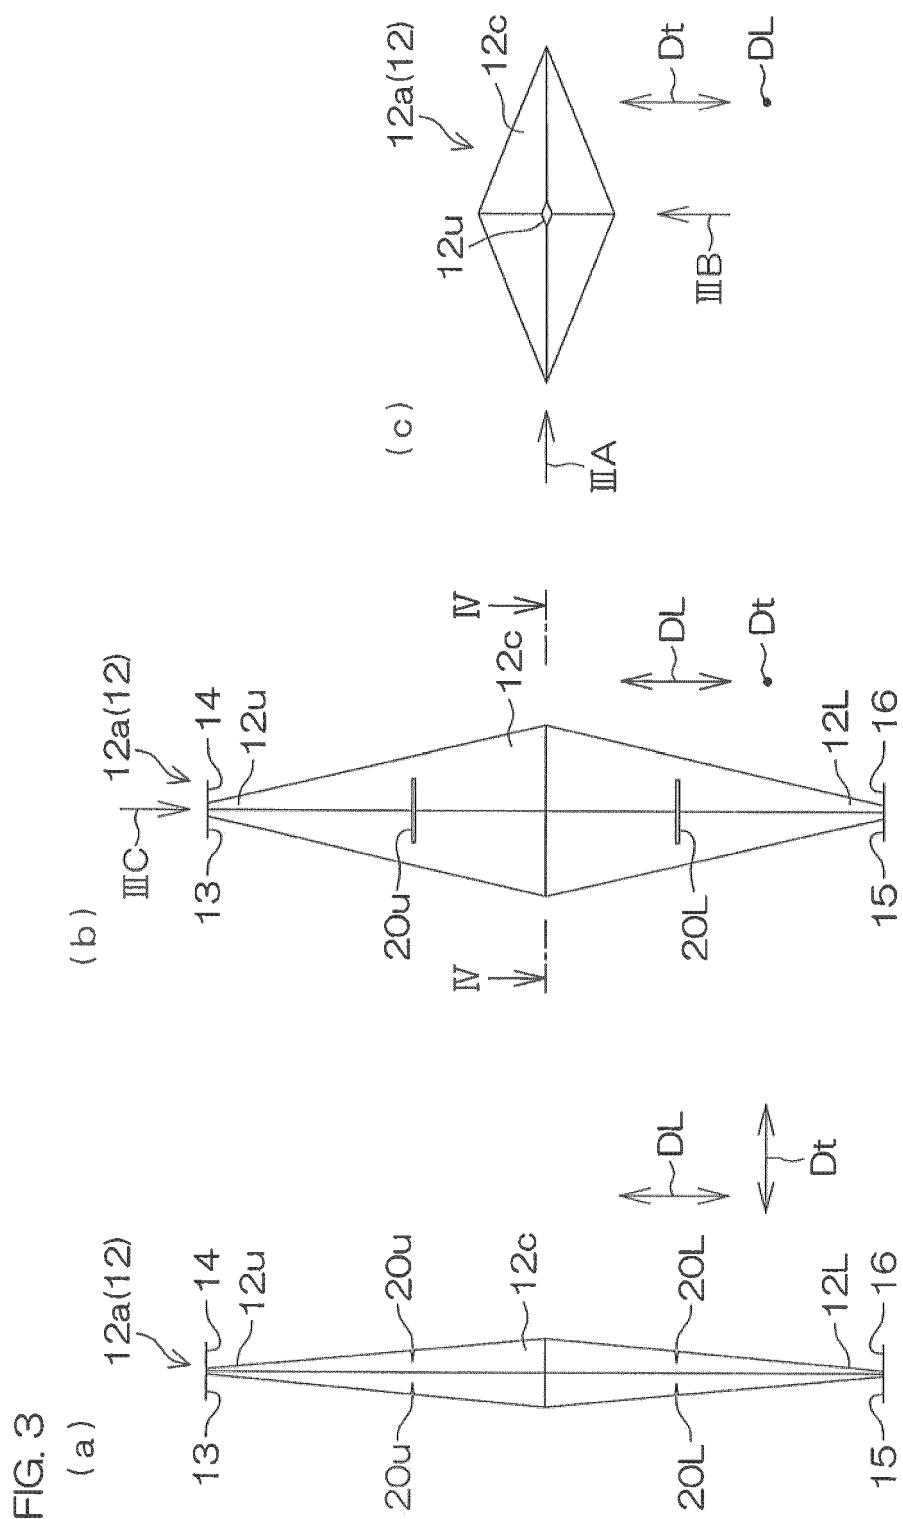 FIG. 3
(a)
12a(12)
13
14
12u
20u
20u
12c
20L
20L
12L
15
16
DL
Dt
(b)
ⅢC
12a(12)
13
14
12u
20u
12c
Ⅳ
Ⅳ
20L
12L
15
16
DL
Dt
(c)
12a(12)
12u
12c
ⅢA
ⅢB
Dt
DL